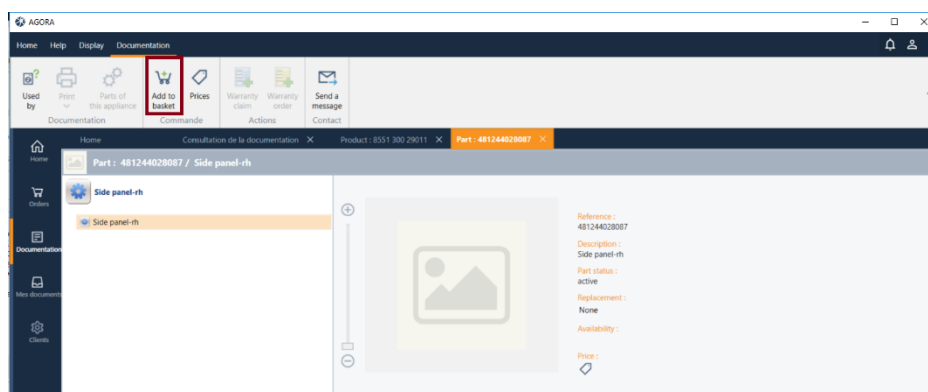 AGORA
Home Help Display Documentation
Used by
Print
Parts of this appliance
Add to basket
Prices
Warranty claim
Warranty order
Send a message
Documentation Commande Actions Contact
Home Consultation de la documentation Product : 8551 300 29011 Part : 481244028087
Part : 481244028087 / Side panel-rh
Home
Orders
Documentation
Mes documents
Clients
Side panel-rh
Side panel-rh
Reference :
481244028087
Description :
Side panel-rh
Part status :
active
Replacement :
None
Availability :
Price :